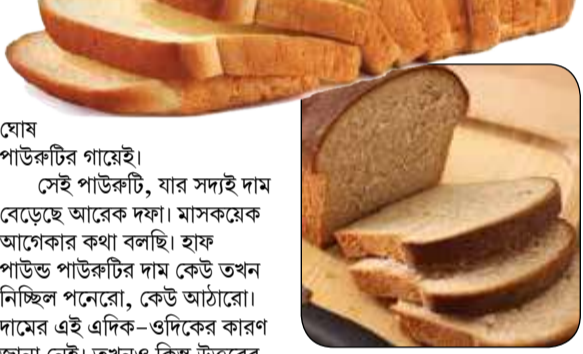 ঘোষ
পাউরুটির গায়েই।
সেই পাউরুটি, যার সদ্যই দাম
বেড়েছে আরেক দফা। মাসকয়েক
আগেকার কথা বলছি। হাফ
পাউন্ড পাউরুটির দাম কেউ তখন
নিচ্ছিল পনেরো, কেউ আঠারো।
দামের এই এদিক-ওদিকের কারণ
জানা নেই। তখনও কিন্তু